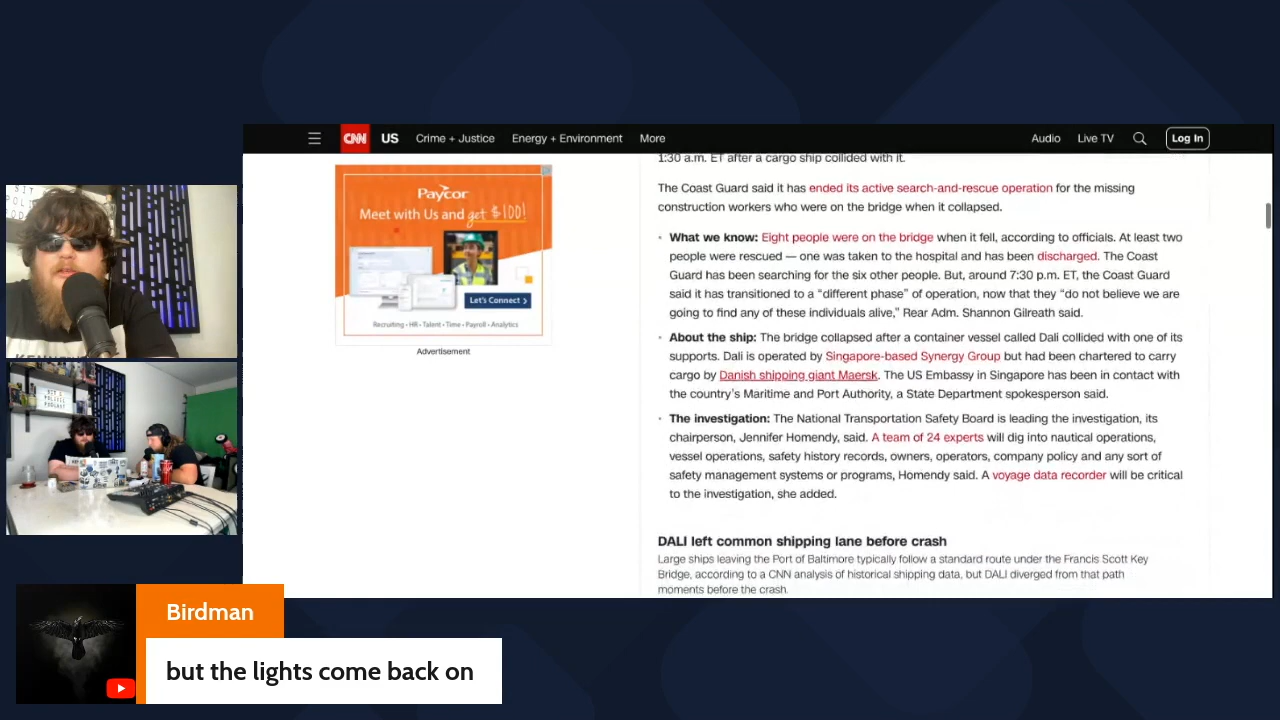 CNN US Crime + Justice Energy + Environment More Audio Live TV Log In
1:30 a.m. ET after a cargo ship collided with it.
Paycor
Meet with Us and get $100!
Let's Connect >
Recruiting • HR • Talent • Time • Payroll • Analytics
Advertisement
The Coast Guard said it has ended its active search-and-rescue operation for the missing
construction workers who were on the bridge when it collapsed.
• What we know: Eight people were on the bridge when it fell, according to officials. At least two
people were rescued — one was taken to the hospital and has been discharged. The Coast
Guard has been searching for the six other people. But, around 7:30 p.m. ET, the Coast Guard
said it has transitioned to a “different phase” of operation, now that they “do not believe we are
going to find any of these individuals alive,” Rear Adm. Shannon Gilreath said.
• About the ship: The bridge collapsed after a container vessel called Dali collided with one of its
supports. Dali is operated by Singapore-based Synergy Group but had been chartered to carry
cargo by Danish shipping giant Maersk. The US Embassy in Singapore has been in contact with
the country’s Maritime and Port Authority, a State Department spokesperson said.
• The investigation: The National Transportation Safety Board is leading the investigation, its
chairperson, Jennifer Homendy, said. A team of 24 experts will dig into nautical operations,
vessel operations, safety history records, owners, operators, company policy and any sort of
safety management systems or programs, Homendy said. A voyage data recorder will be critical
to the investigation, she added.
DALI left common shipping lane before crash
Large ships leaving the Port of Baltimore typically follow a standard route under the Francis Scott Key
Bridge, according to a CNN analysis of historical shipping data, but DALI diverged from that path
moments before the crash.
Birdman
but the lights come back on